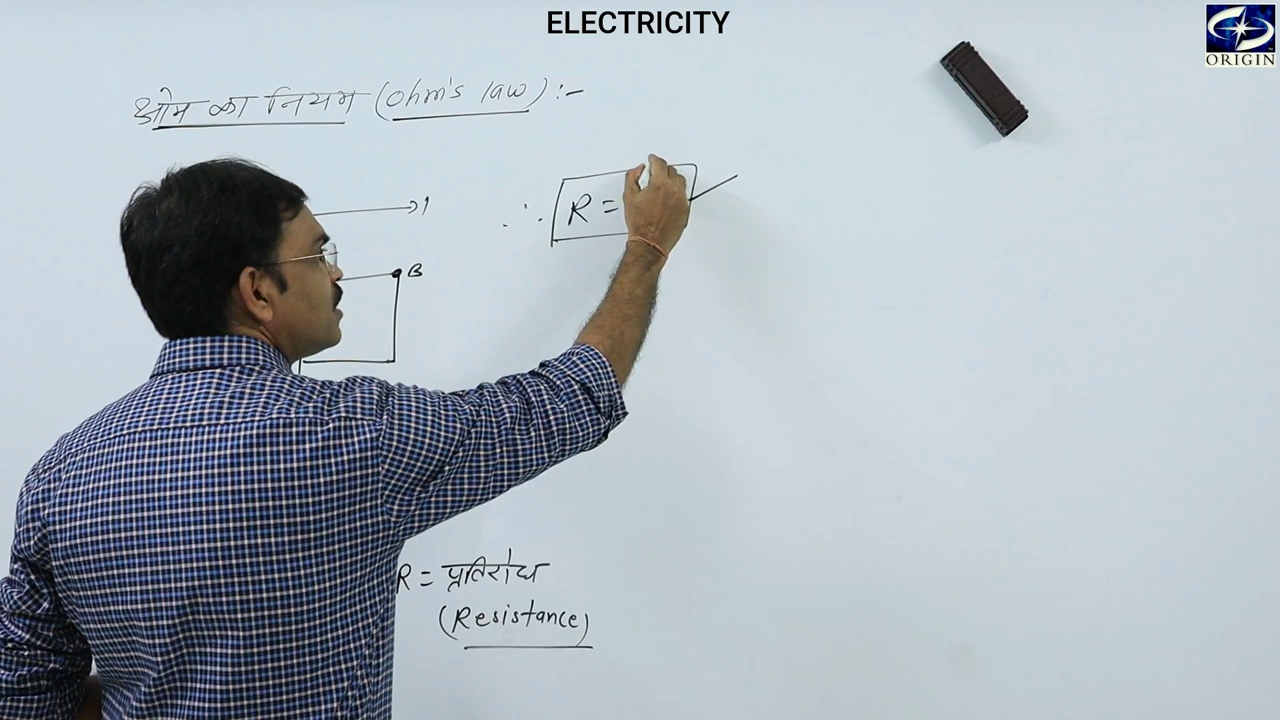 ELECTRICITY
ORIGIN
ओम का नियम (ohm's law) :-
I
B
∴ R =
R = प्रतिरोध
(Resistance)